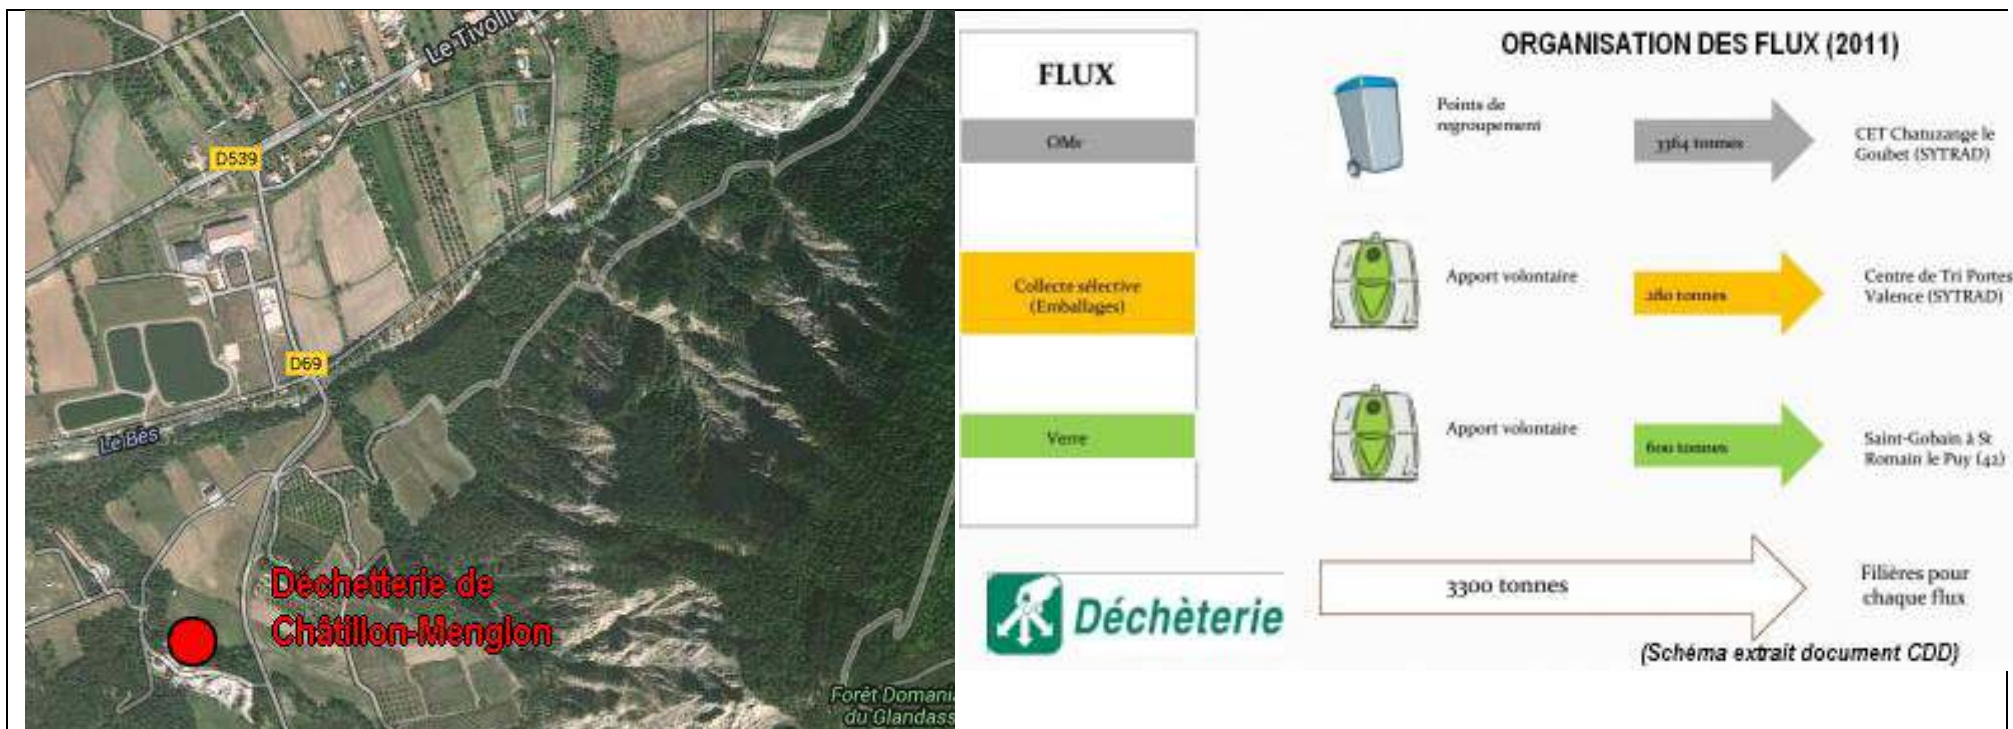 Le Tivoli
D539
D69
Le Bès
Déchetterie de
Châtillon-Menglon
Forêt Domani
du Glandass
ORGANISATION DES FLUX (2011)
FLUX
OMr
Points de
regroupement
3364 tonnes
CET Chatuzange le
Goubet (SYTRAD)
Collecte sélective
(Emballages)
Apport volontaire
280 tonnes
Centre de Tri Portes
Valence (SYTRAD)
Verre
Apport volontaire
600 tonnes
Saint-Gobain à St
Romain le Puy (42)
Déchèterie
3300 tonnes
Filières pour
chaque flux
(Schéma extrait document CDD)